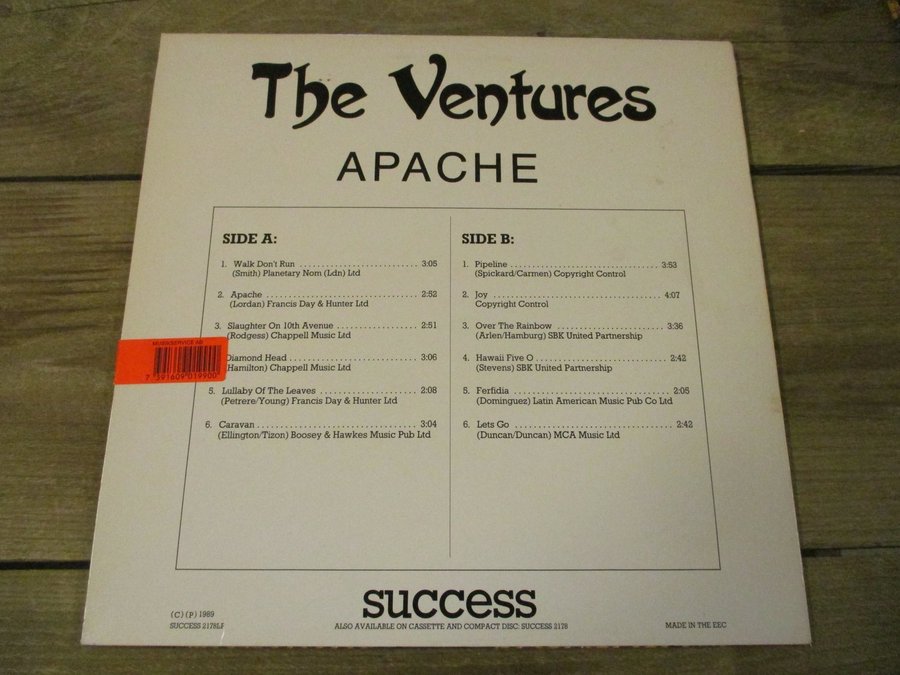 The Ventures
APACHE
SIDE A:
1. Walk Don't Run ............................ 3:05
(Smith) Planetary Nom (Ldn) Ltd
2. Apache .................................... 2:52
(Lordan) Francis Day & Hunter Ltd
3. Slaughter On 10th Avenue ................... 2:51
(Rodgess) Chappell Music Ltd
Diamond Head ............................. 3:06
(Hamilton) Chappell Music Ltd
5. Lullaby Of The Leaves ...................... 2:08
(Petrere/Young) Francis Day & Hunter Ltd
6. Caravan ................................... 3:04
(Ellington/Tizon) Boosey & Hawkes Music Pub Ltd
SIDE B:
1. Pipeline ................................... 3:53
(Spickard/Carmen) Copyright Control
2. Joy ....................................... 4:07
Copyright Control
3. Over The Rainbow .......................... 3:36
(Arlen/Hamburg) SBK United Partnership
4. Hawaii Five O .............................. 2:42
(Stevens) SBK United Partnership
5. Ferfidia ................................... 2:05
(Dominguez) Latin American Music Pub Co Ltd
6. Lets Go ................................... 2:42
(Duncan/Duncan) MCA Music Ltd
MUSIKSERVICE AB
7 391609 019900
success
(C) (P) 1989
SUCCESS 2178LP
ALSO AVAILABLE ON CASSETTE AND COMPACT DISC: SUCCESS 2178
MADE IN THE EEC